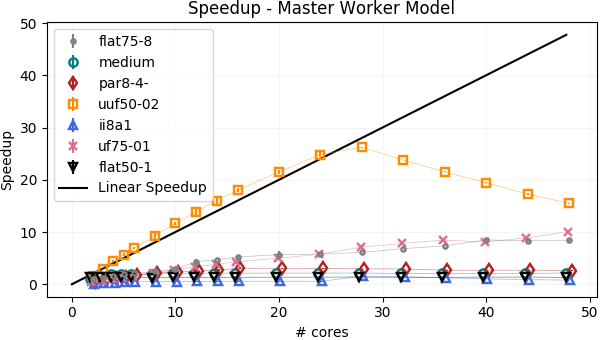 Speedup - Master Worker Model
50
40
30
20
10
0
Speedup
flat75-8
medium
par8-4-
uuf50-02
ii8a1
uf75-01
flat50-1
Linear Speedup
0 10 20 30 40 50
# cores